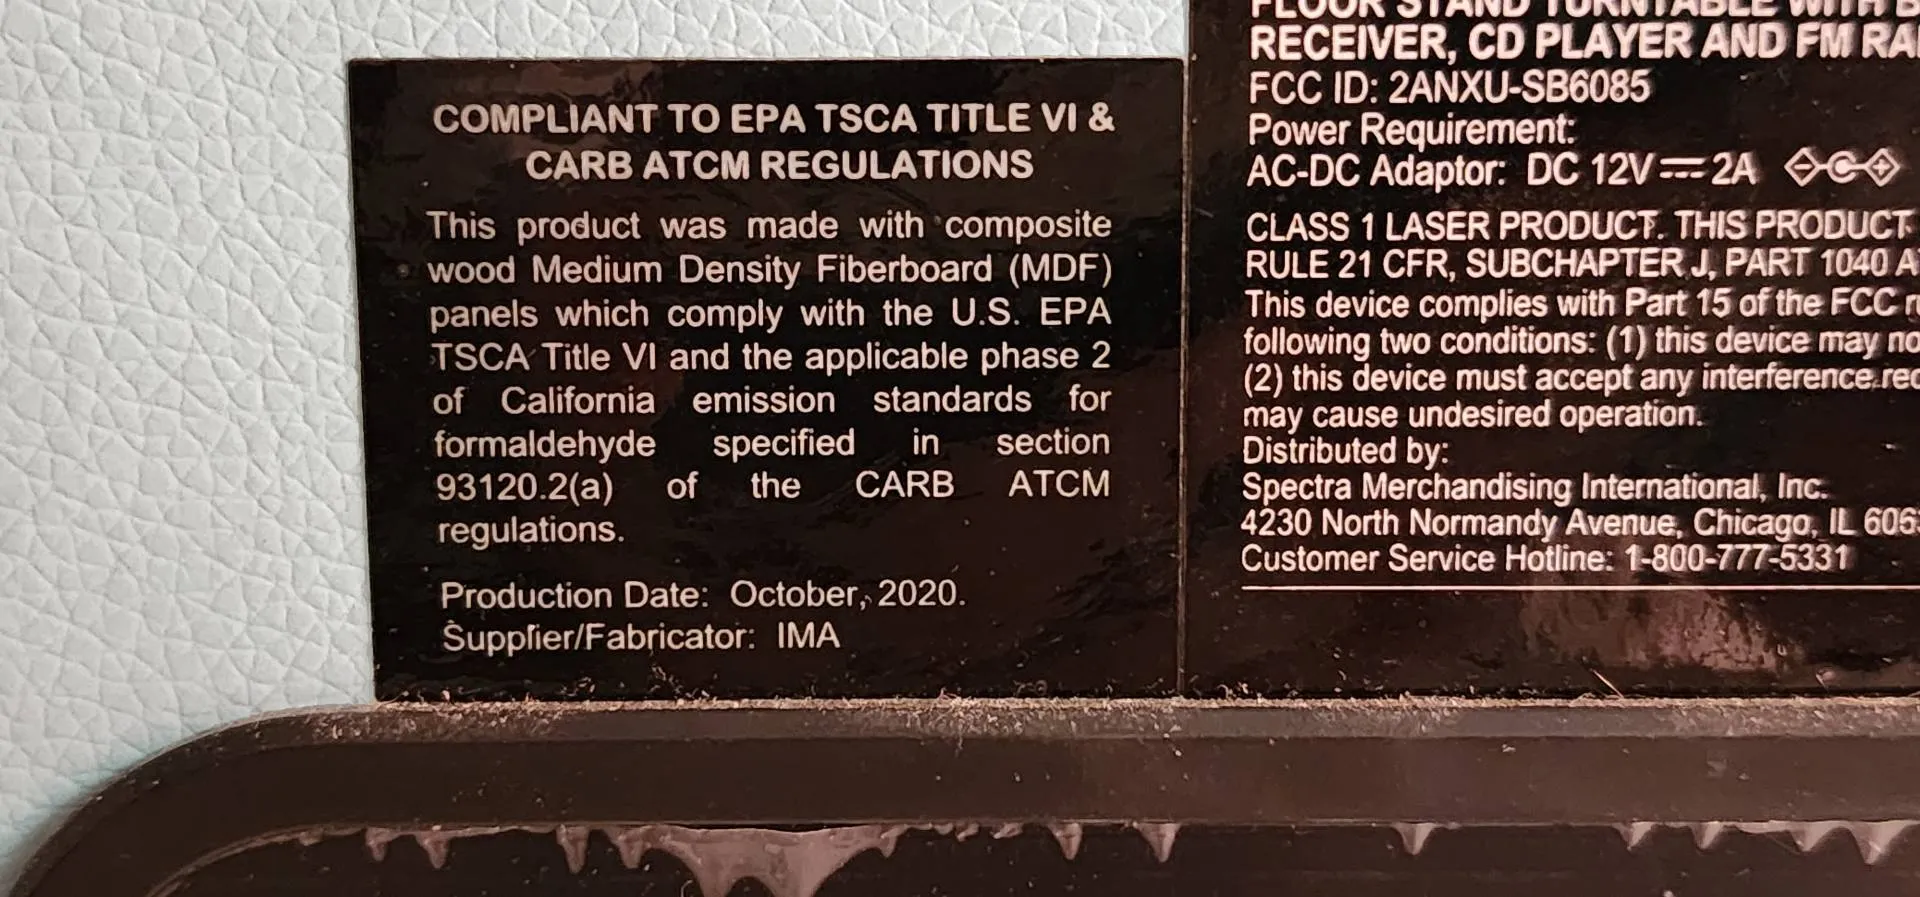 COMPLIANT TO EPA TSCA TITLE VI &
CARB ATCM REGULATIONS
This product was made with composite
wood Medium Density Fiberboard (MDF)
panels which comply with the U.S. EPA
TSCA Title VI and the applicable phase 2
of California emission standards for
formaldehyde specified in section
93120.2(a) of the CARB ATCM
regulations.
Production Date: October, 2020.
Supplier/Fabricator: IMA
FLOOR STAND TURNTABLE WITH
RECEIVER, CD PLAYER AND FM
FCC ID: 2ANXU-SB6085
Power Requirement:
AC-DC Adaptor: DC 12V⎓2A
CLASS 1 LASER PRODUCT. THIS PRODUCT
RULE 21 CFR, SUBCHAPTER J, PART 1040
This device complies with Part 15 of the FCC
following two conditions: (1) this device may
(2) this device must accept any interference
may cause undesired operation.
Distributed by:
Spectra Merchandising International, Inc.
4230 North Normandy Avenue, Chicago, IL
Customer Service Hotline: 1-800-777-5331